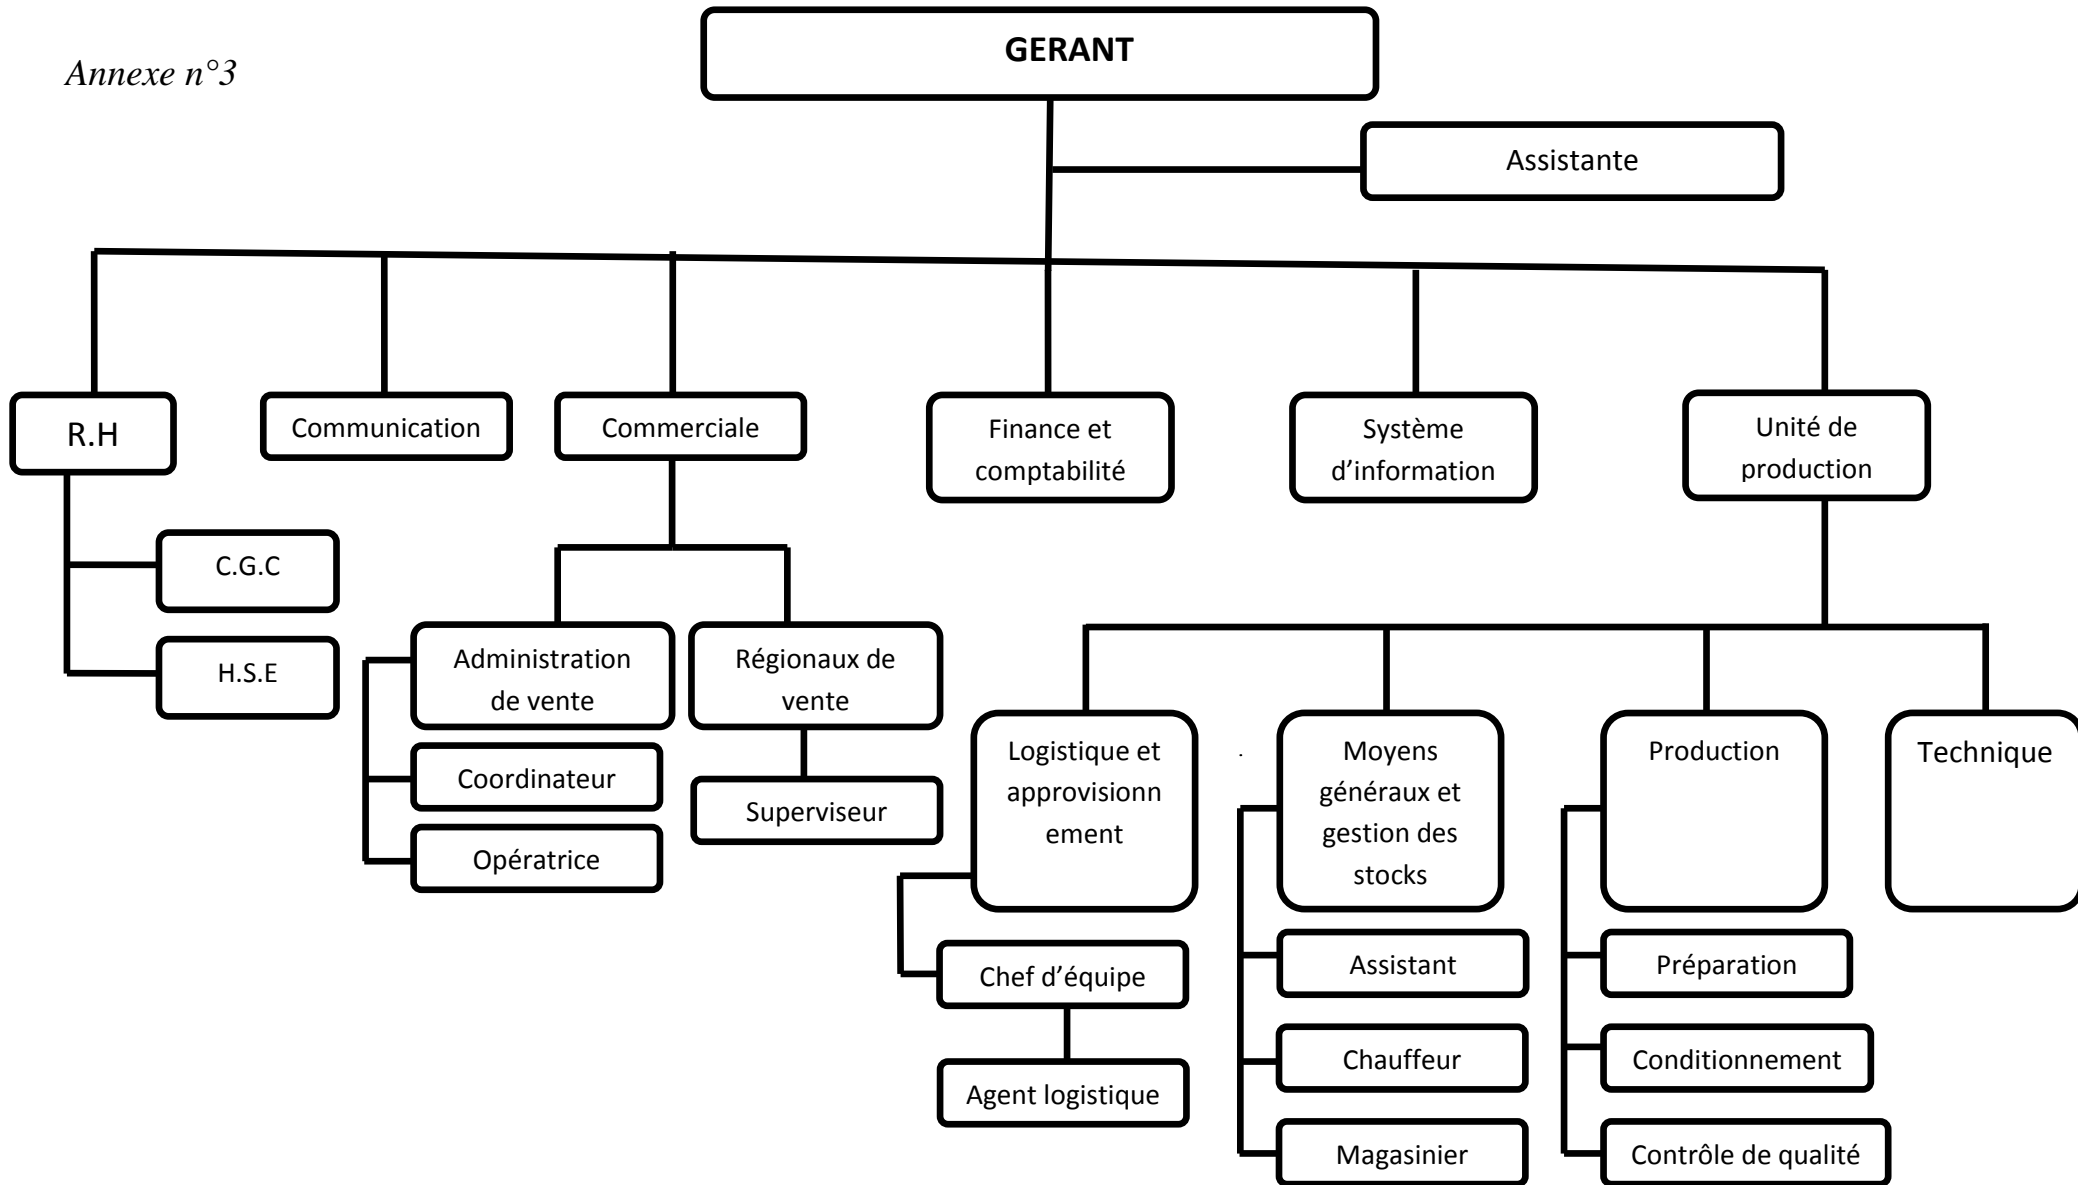 GERANT
Annexe n°3
Assistante
R.H
Communication
Commerciale
Finance et
comptabilité
Système
d’information
Unité de
production
C.G.C
H.S.E
Administration
de vente
Régionaux de
vente
Coordinateur
Opératrice
Superviseur
Logistique et
approvisionn
ement
Moyens
généraux et
gestion des
stocks
Production
Technique
Chef d’équipe
Agent logistique
Assistant
Chauffeur
Magasinier
Préparation
Conditionnement
Contrôle de qualité